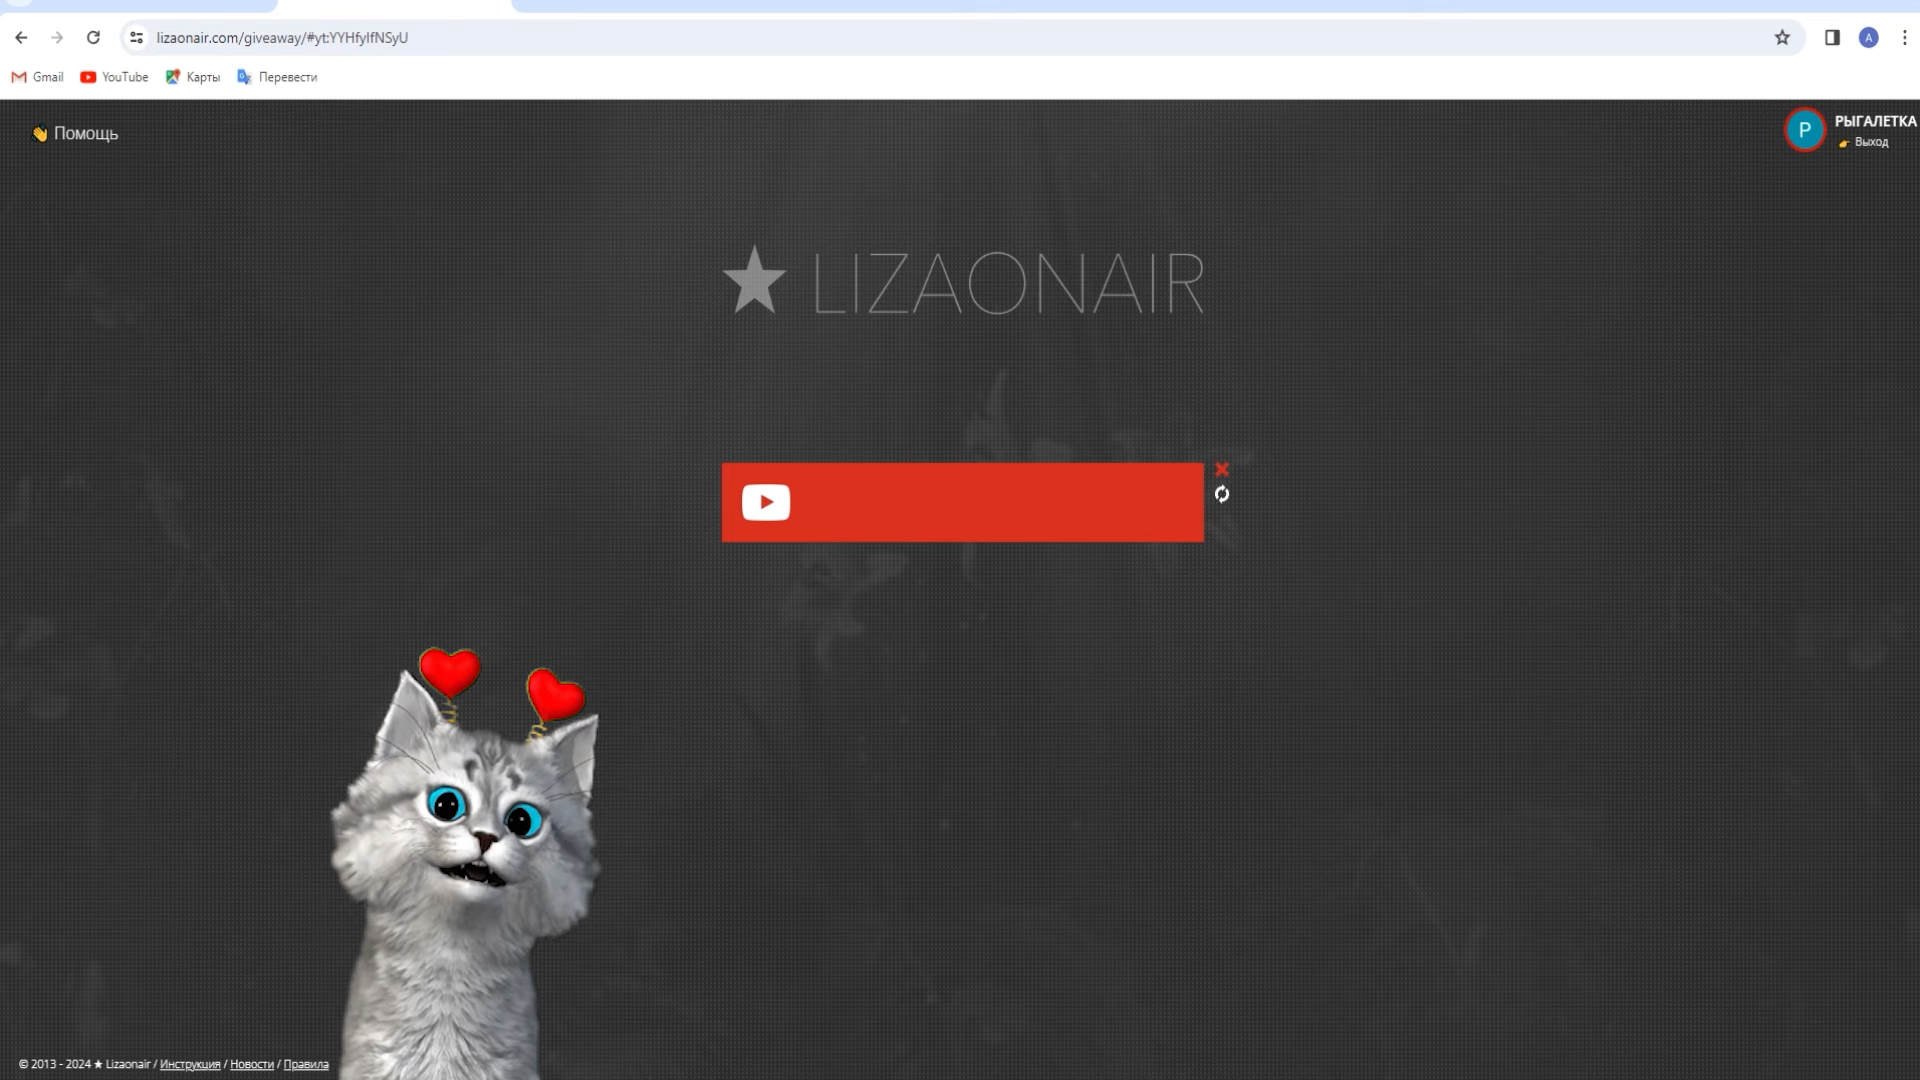 lizaonair.com/giveaway/#yt:YYHfyIfNSyU
A
Gmail YouTube Карты Перевести
👋 Помощь
Р
РЫГАЛЕТКА
👉 Выход
★ LIZAONAIR
© 2013 - 2024 ★ Lizaonair / Инструкция / Новости / Правила